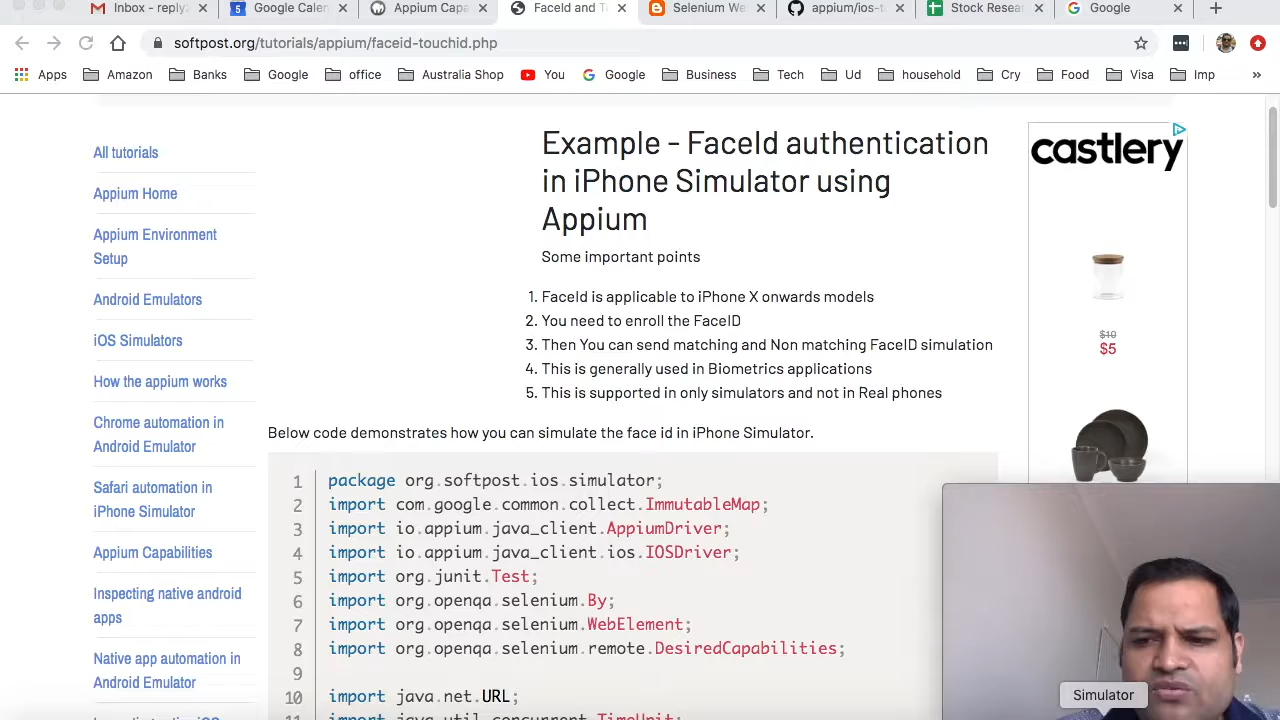 Inbox - reply2
Google Calen
Appium Capa
FaceId and T
Selenium We
appium/ios-t
Stock Resear
Google
softpost.org/tutorials/appium/faceid-touchid.php
Apps
Amazon
Banks
Google
office
Australia Shop
You
Google
Business
Tech
Ud
household
Cry
Food
Visa
Imp
»
All tutorials
Appium Home
Appium Environment
Setup
Android Emulators
iOS Simulators
How the appium works
Chrome automation in
Android Emulator
Safari automation in
iPhone Simulator
Appium Capabilities
Inspecting native android
apps
Native app automation in
Android Emulator
Example - FaceId authentication
in iPhone Simulator using
Appium
Some important points
1. FaceId is applicable to iPhone X onwards models
2. You need to enroll the FaceID
3. Then You can send matching and Non matching FaceID simulation
4. This is generally used in Biometrics applications
5. This is supported in only simulators and not in Real phones
Below code demonstrates how you can simulate the face id in iPhone Simulator.
1 package org.softpost.ios.simulator;
2 import com.google.common.collect.ImmutableMap;
3 import io.appium.java_client.AppiumDriver;
4 import io.appium.java_client.ios.IOSDriver;
5 import org.junit.Test;
6 import org.openqa.selenium.By;
7 import org.openqa.selenium.WebElement;
8 import org.openqa.selenium.remote.DesiredCapabilities;
9
10 import java.net.URL;
11 import java.util.concurrent.TimeUnit;
castlery
$10
$5
Simulator